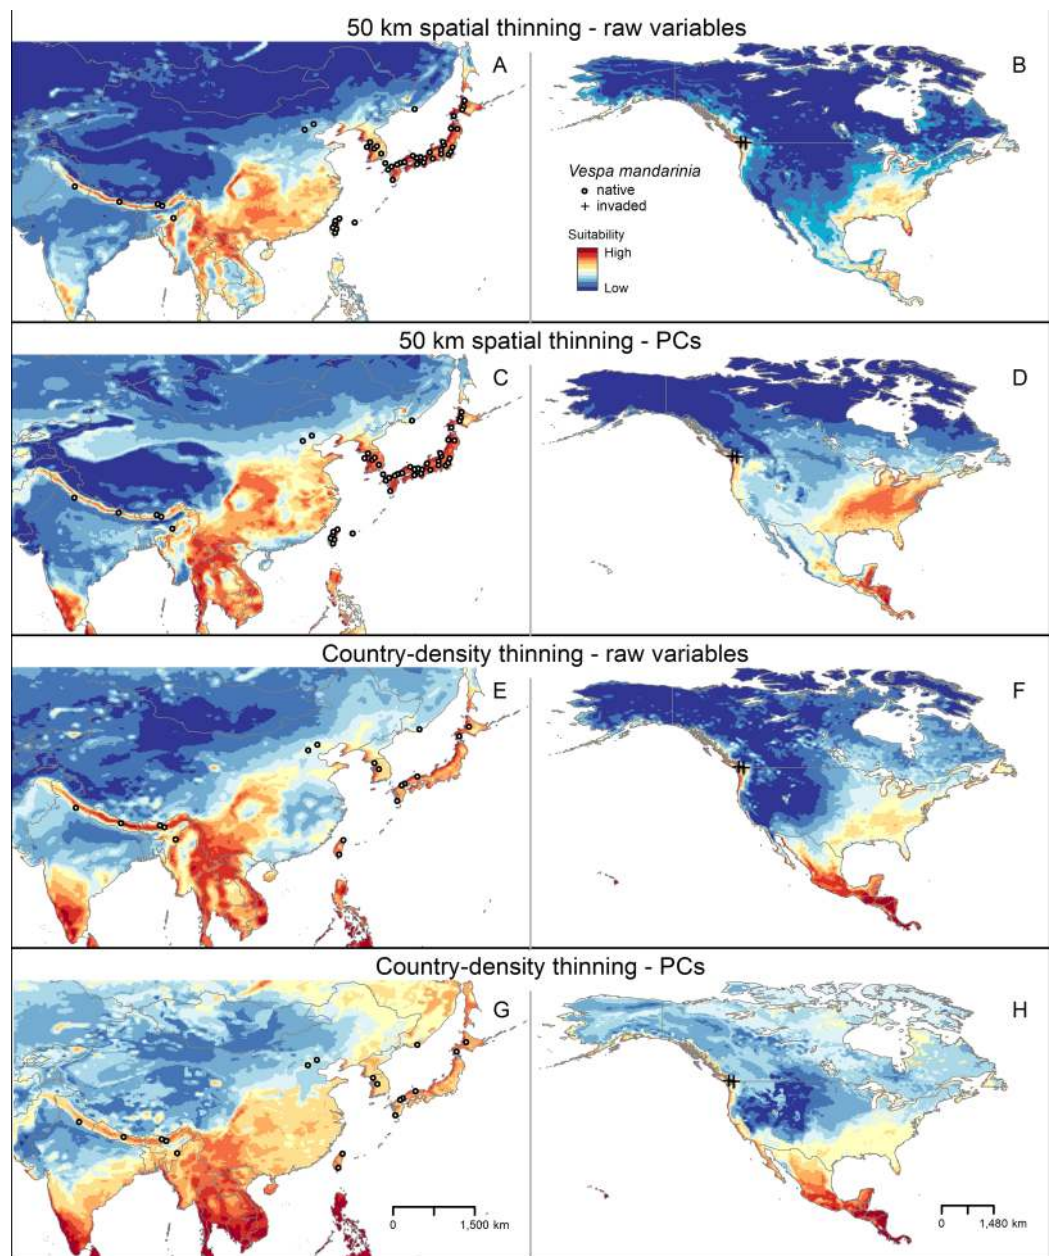 50 km spatial thinning - raw variables
A
B
Vespa mandarinia
native
invaded
Suitability
High
Low
50 km spatial thinning - PCs
C
D
Country-density thinning - raw variables
E
F
Country-density thinning - PCs
G
H
0 1,500 km
0 1,480 km